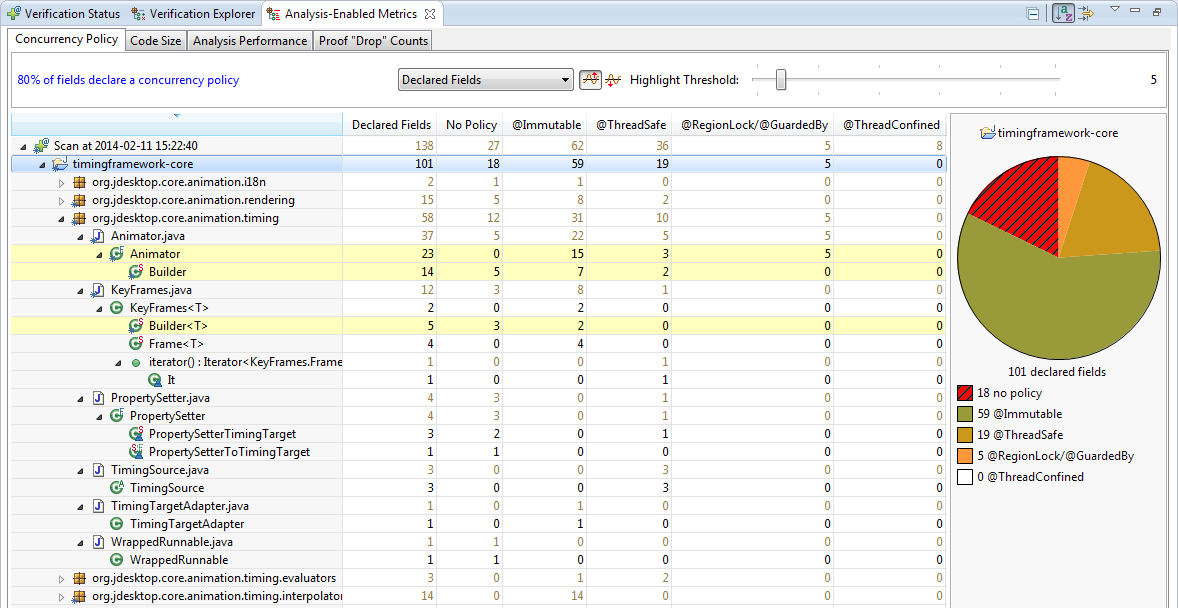 Verification Status Verification Explorer Analysis-Enabled Metrics
Concurrency Policy Code Size Analysis Performance Proof "Drop" Counts
80% of fields declare a concurrency policy Declared Fields Highlight Threshold: 5
Declared Fields No Policy @Immutable @ThreadSafe @RegionLock/@GuardedBy @ThreadConfined
Scan at 2014-02-11 15:22:40 138 27 62 36 5 8
timingframework-core 101 18 59 19 5 0
org.jdesktop.core.animation.i18n 2 1 1 0 0 0
org.jdesktop.core.animation.rendering 15 5 8 2 0 0
org.jdesktop.core.animation.timing 58 12 31 10 5 0
Animator.java 37 5 22 5 5 0
Animator 23 0 15 3 5 0
Builder 14 5 7 2 0 0
KeyFrames.java 12 3 8 1 0 0
KeyFrames<T> 2 0 2 0 0 0
Builder<T> 5 3 2 0 0 0
Frame<T> 4 0 4 0 0 0
iterator() : Iterator<KeyFrames.Frame 1 0 0 1 0 0
It 1 0 0 1 0 0
PropertySetter.java 4 3 0 1 0 0
PropertySetter 4 3 0 1 0 0
PropertySetterTimingTarget 3 2 0 1 0 0
PropertySetterToTimingTarget 1 1 0 0 0 0
TimingSource.java 3 0 0 3 0 0
TimingSource 3 0 0 3 0 0
TimingTargetAdapter.java 1 0 1 0 0 0
TimingTargetAdapter 1 0 1 0 0 0
WrappedRunnable.java 1 1 0 0 0 0
WrappedRunnable 1 1 0 0 0 0
org.jdesktop.core.animation.timing.evaluators 3 0 1 2 0 0
org.jdesktop.core.animation.timing.interpolator 14 0 14 0 0 0
timingframework-core
101 declared fields
18 no policy
59 @Immutable
19 @ThreadSafe
5 @RegionLock/@GuardedBy
0 @ThreadConfined